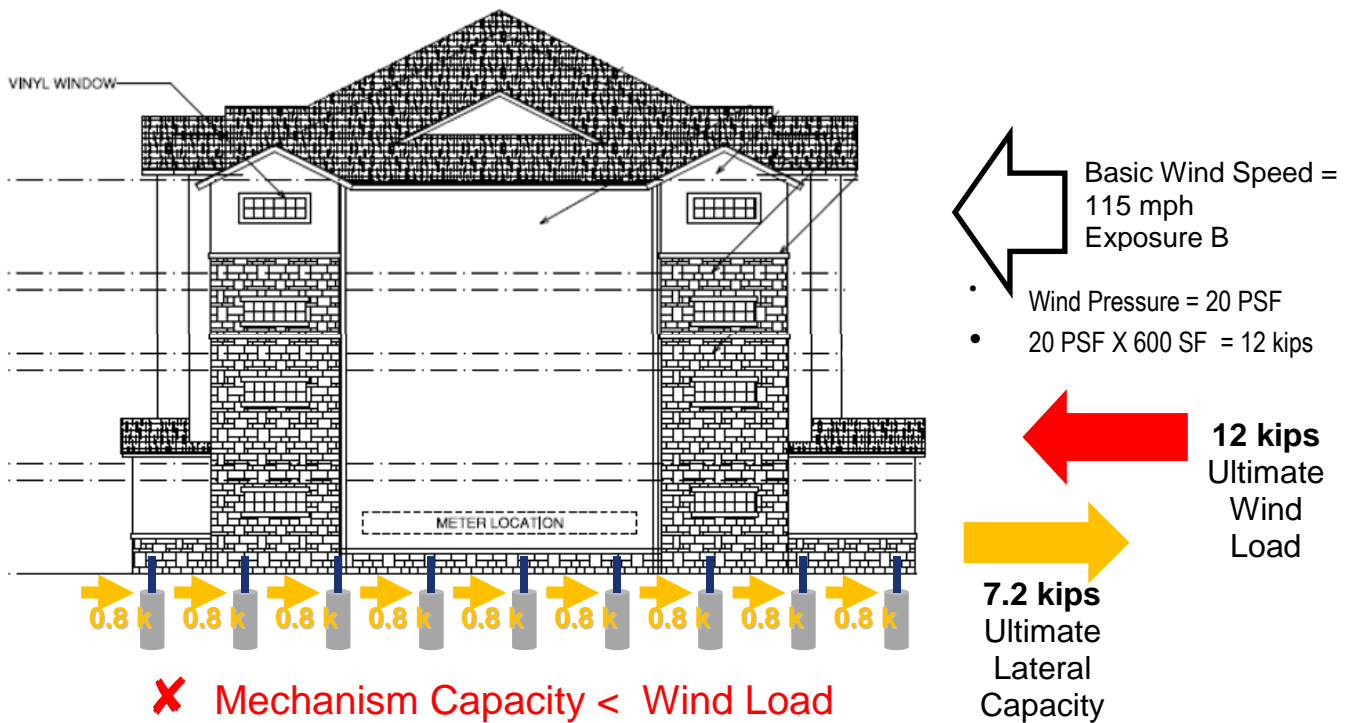 VINYL WINDOW
METER LOCATION
Basic Wind Speed =
115 mph
Exposure B
• Wind Pressure = 20 PSF
• 20 PSF X 600 SF = 12 kips
12 kips
Ultimate
Wind
Load
0.8 k 0.8 k 0.8 k 0.8 k 0.8 k 0.8 k 0.8 k 0.8 k 0.8 k
7.2 kips
Ultimate
Lateral
Capacity
✘ Mechanism Capacity < Wind Load